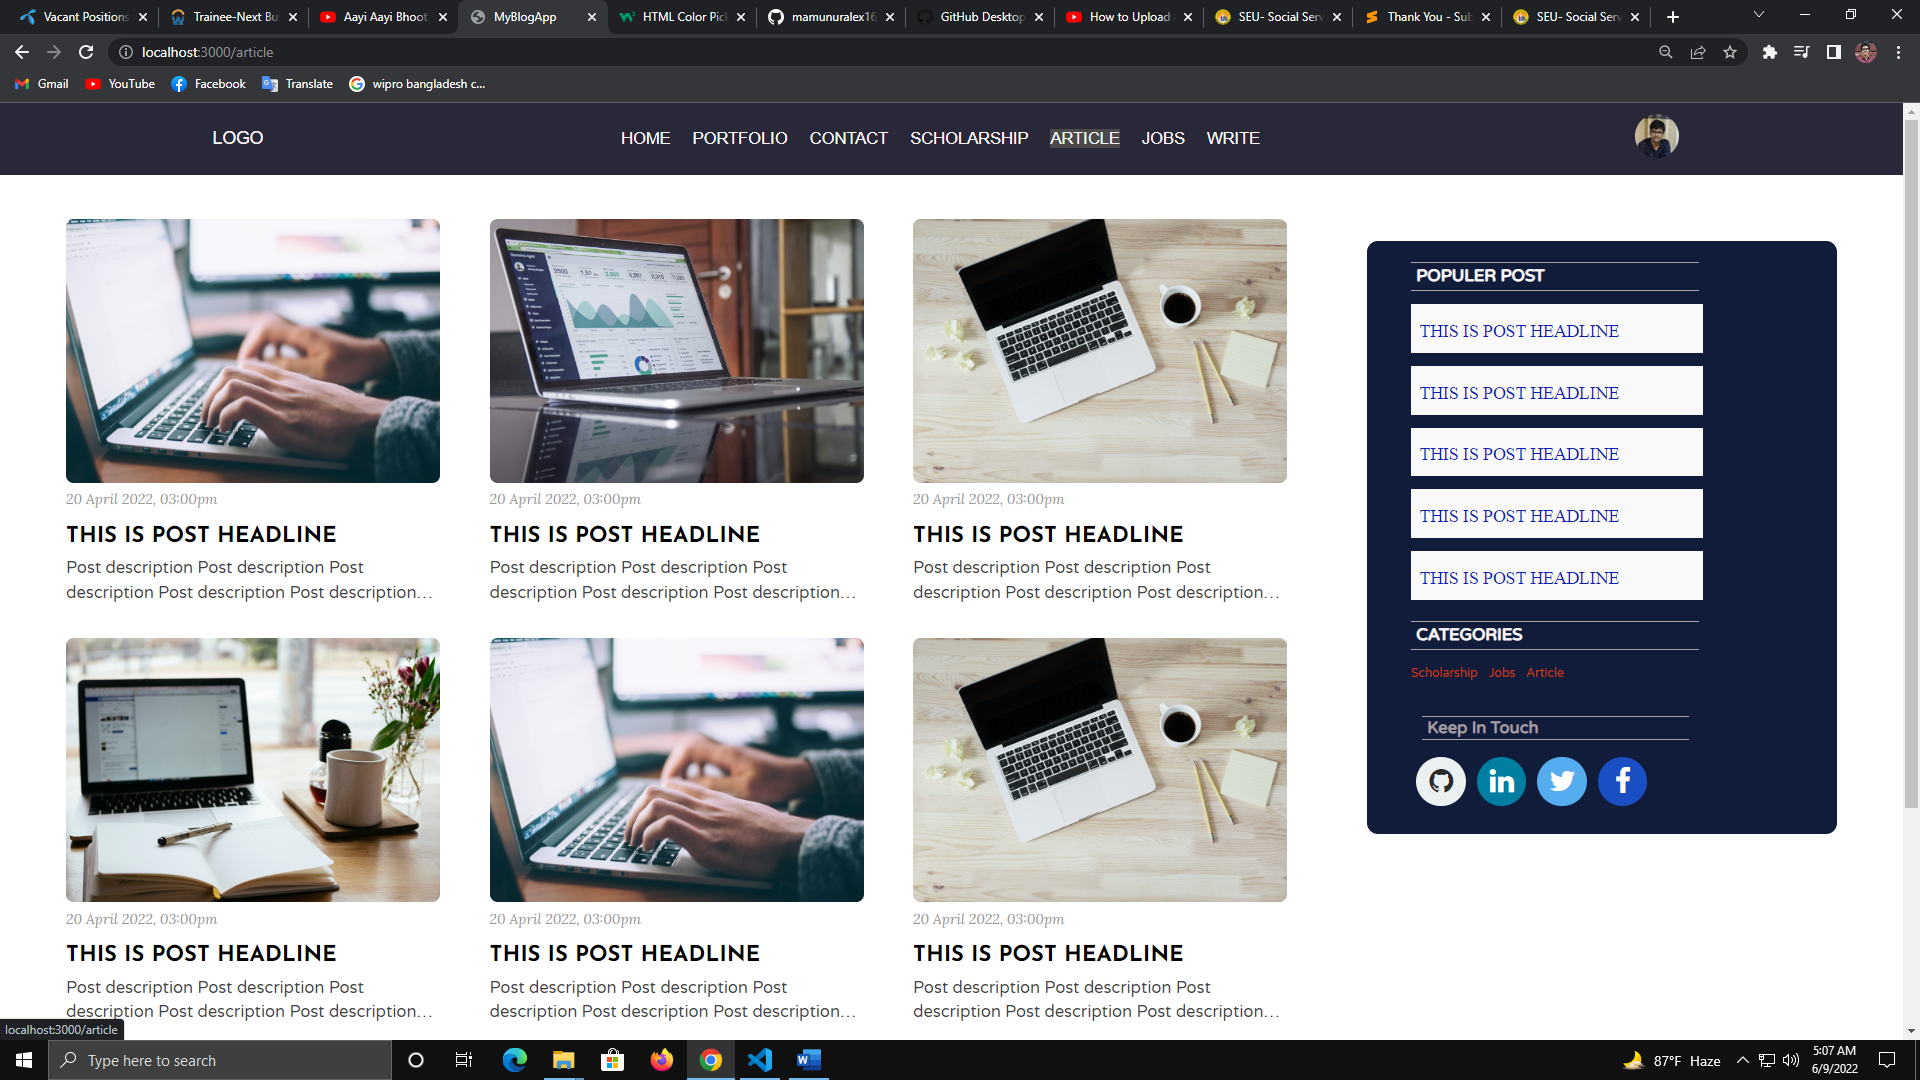 Vacant Positions
Trainee-Next Bu
Aayi Aayi Bhoot
MyBlogApp
HTML Color Pic
mamunuralex16
GitHub Desktop
How to Upload
SEU- Social Serv
Thank You - Sub
SEU- Social Serv
localhost:3000/article
Gmail
YouTube
Facebook
Translate
wipro bangladesh c...
LOGO
HOME
PORTFOLIO
CONTACT
SCHOLARSHIP
ARTICLE
JOBS
WRITE
20 April 2022, 03:00pm
THIS IS POST HEADLINE
Post description Post description Post
description Post description Post description...
20 April 2022, 03:00pm
THIS IS POST HEADLINE
Post description Post description Post
description Post description Post description...
20 April 2022, 03:00pm
THIS IS POST HEADLINE
Post description Post description Post
description Post description Post description...
20 April 2022, 03:00pm
THIS IS POST HEADLINE
Post description Post description Post
description Post description Post description...
20 April 2022, 03:00pm
THIS IS POST HEADLINE
Post description Post description Post
description Post description Post description...
20 April 2022, 03:00pm
THIS IS POST HEADLINE
Post description Post description Post
description Post description Post description...
POPULER POST
THIS IS POST HEADLINE
THIS IS POST HEADLINE
THIS IS POST HEADLINE
THIS IS POST HEADLINE
THIS IS POST HEADLINE
CATEGORIES
Scholarship Jobs Article
Keep In Touch
localhost:3000/article
Type here to search
87°F Haze
5:07 AM
6/9/2022